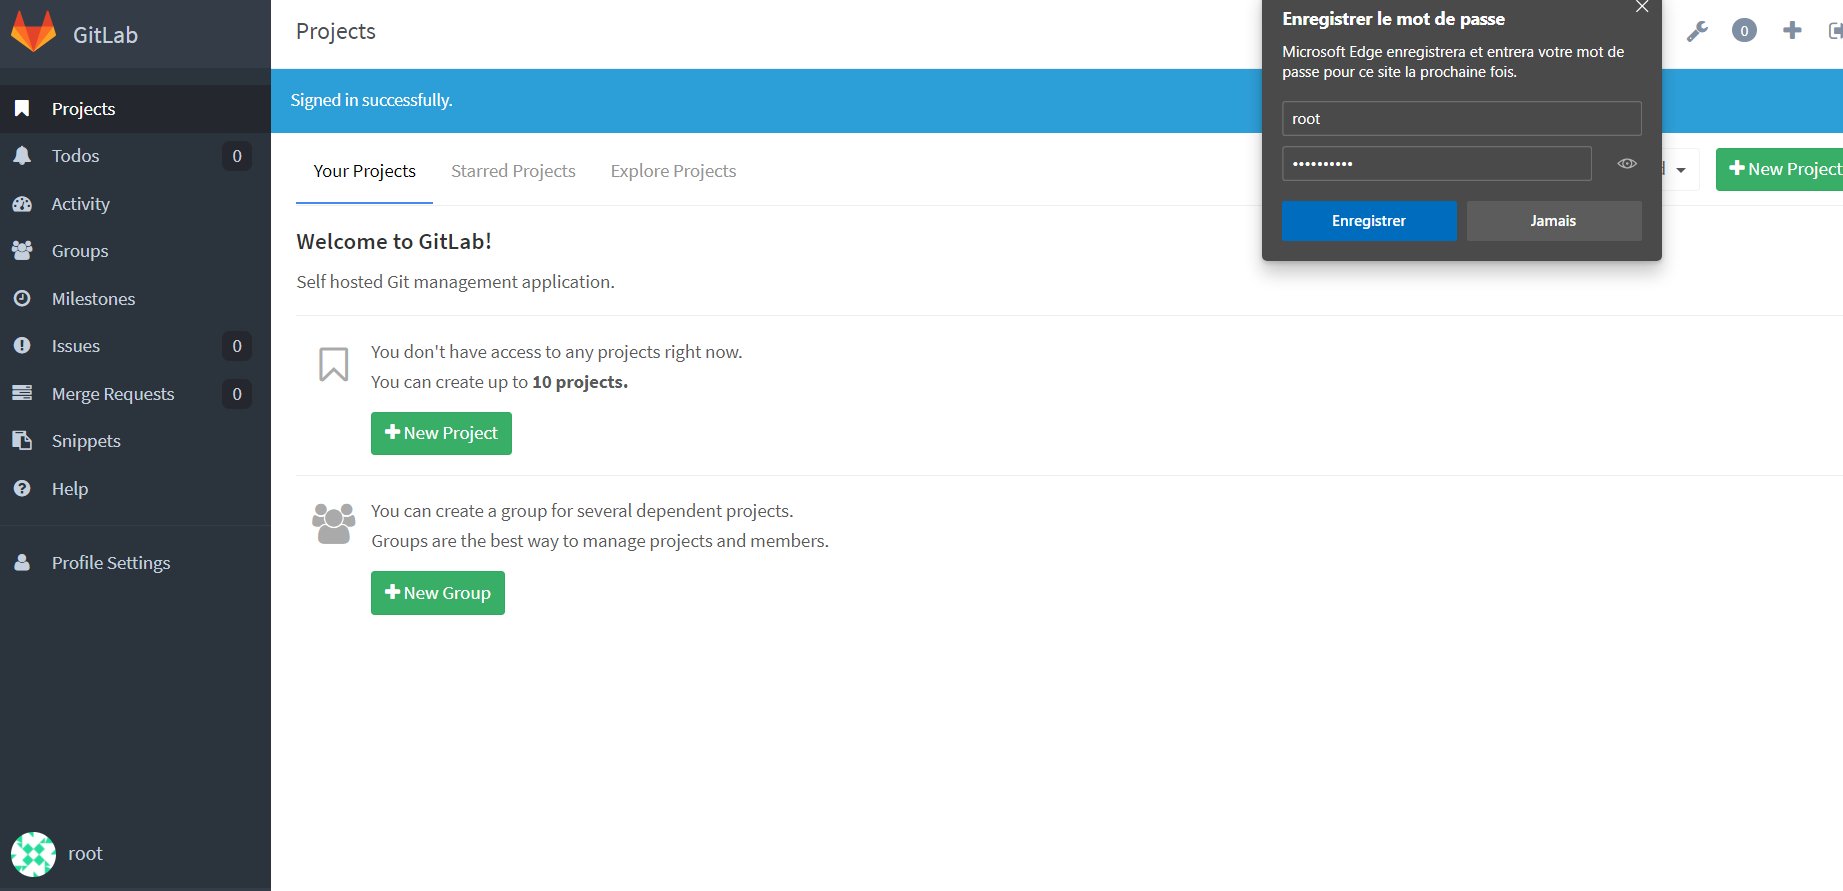 GitLab
Projects
Projects
Todos 0
Activity
Groups
Milestones
Issues 0
Merge Requests 0
Snippets
Help
Profile Settings
root
0
Signed in successfully.
Your Projects Starred Projects Explore Projects
New Project
Welcome to GitLab!
Self hosted Git management application.
You don't have access to any projects right now.
You can create up to 10 projects.
New Project
You can create a group for several dependent projects.
Groups are the best way to manage projects and members.
New Group
Enregistrer le mot de passe
Microsoft Edge enregistrera et entrera votre mot de
passe pour ce site la prochaine fois.
root
••••••••••
Enregistrer Jamais